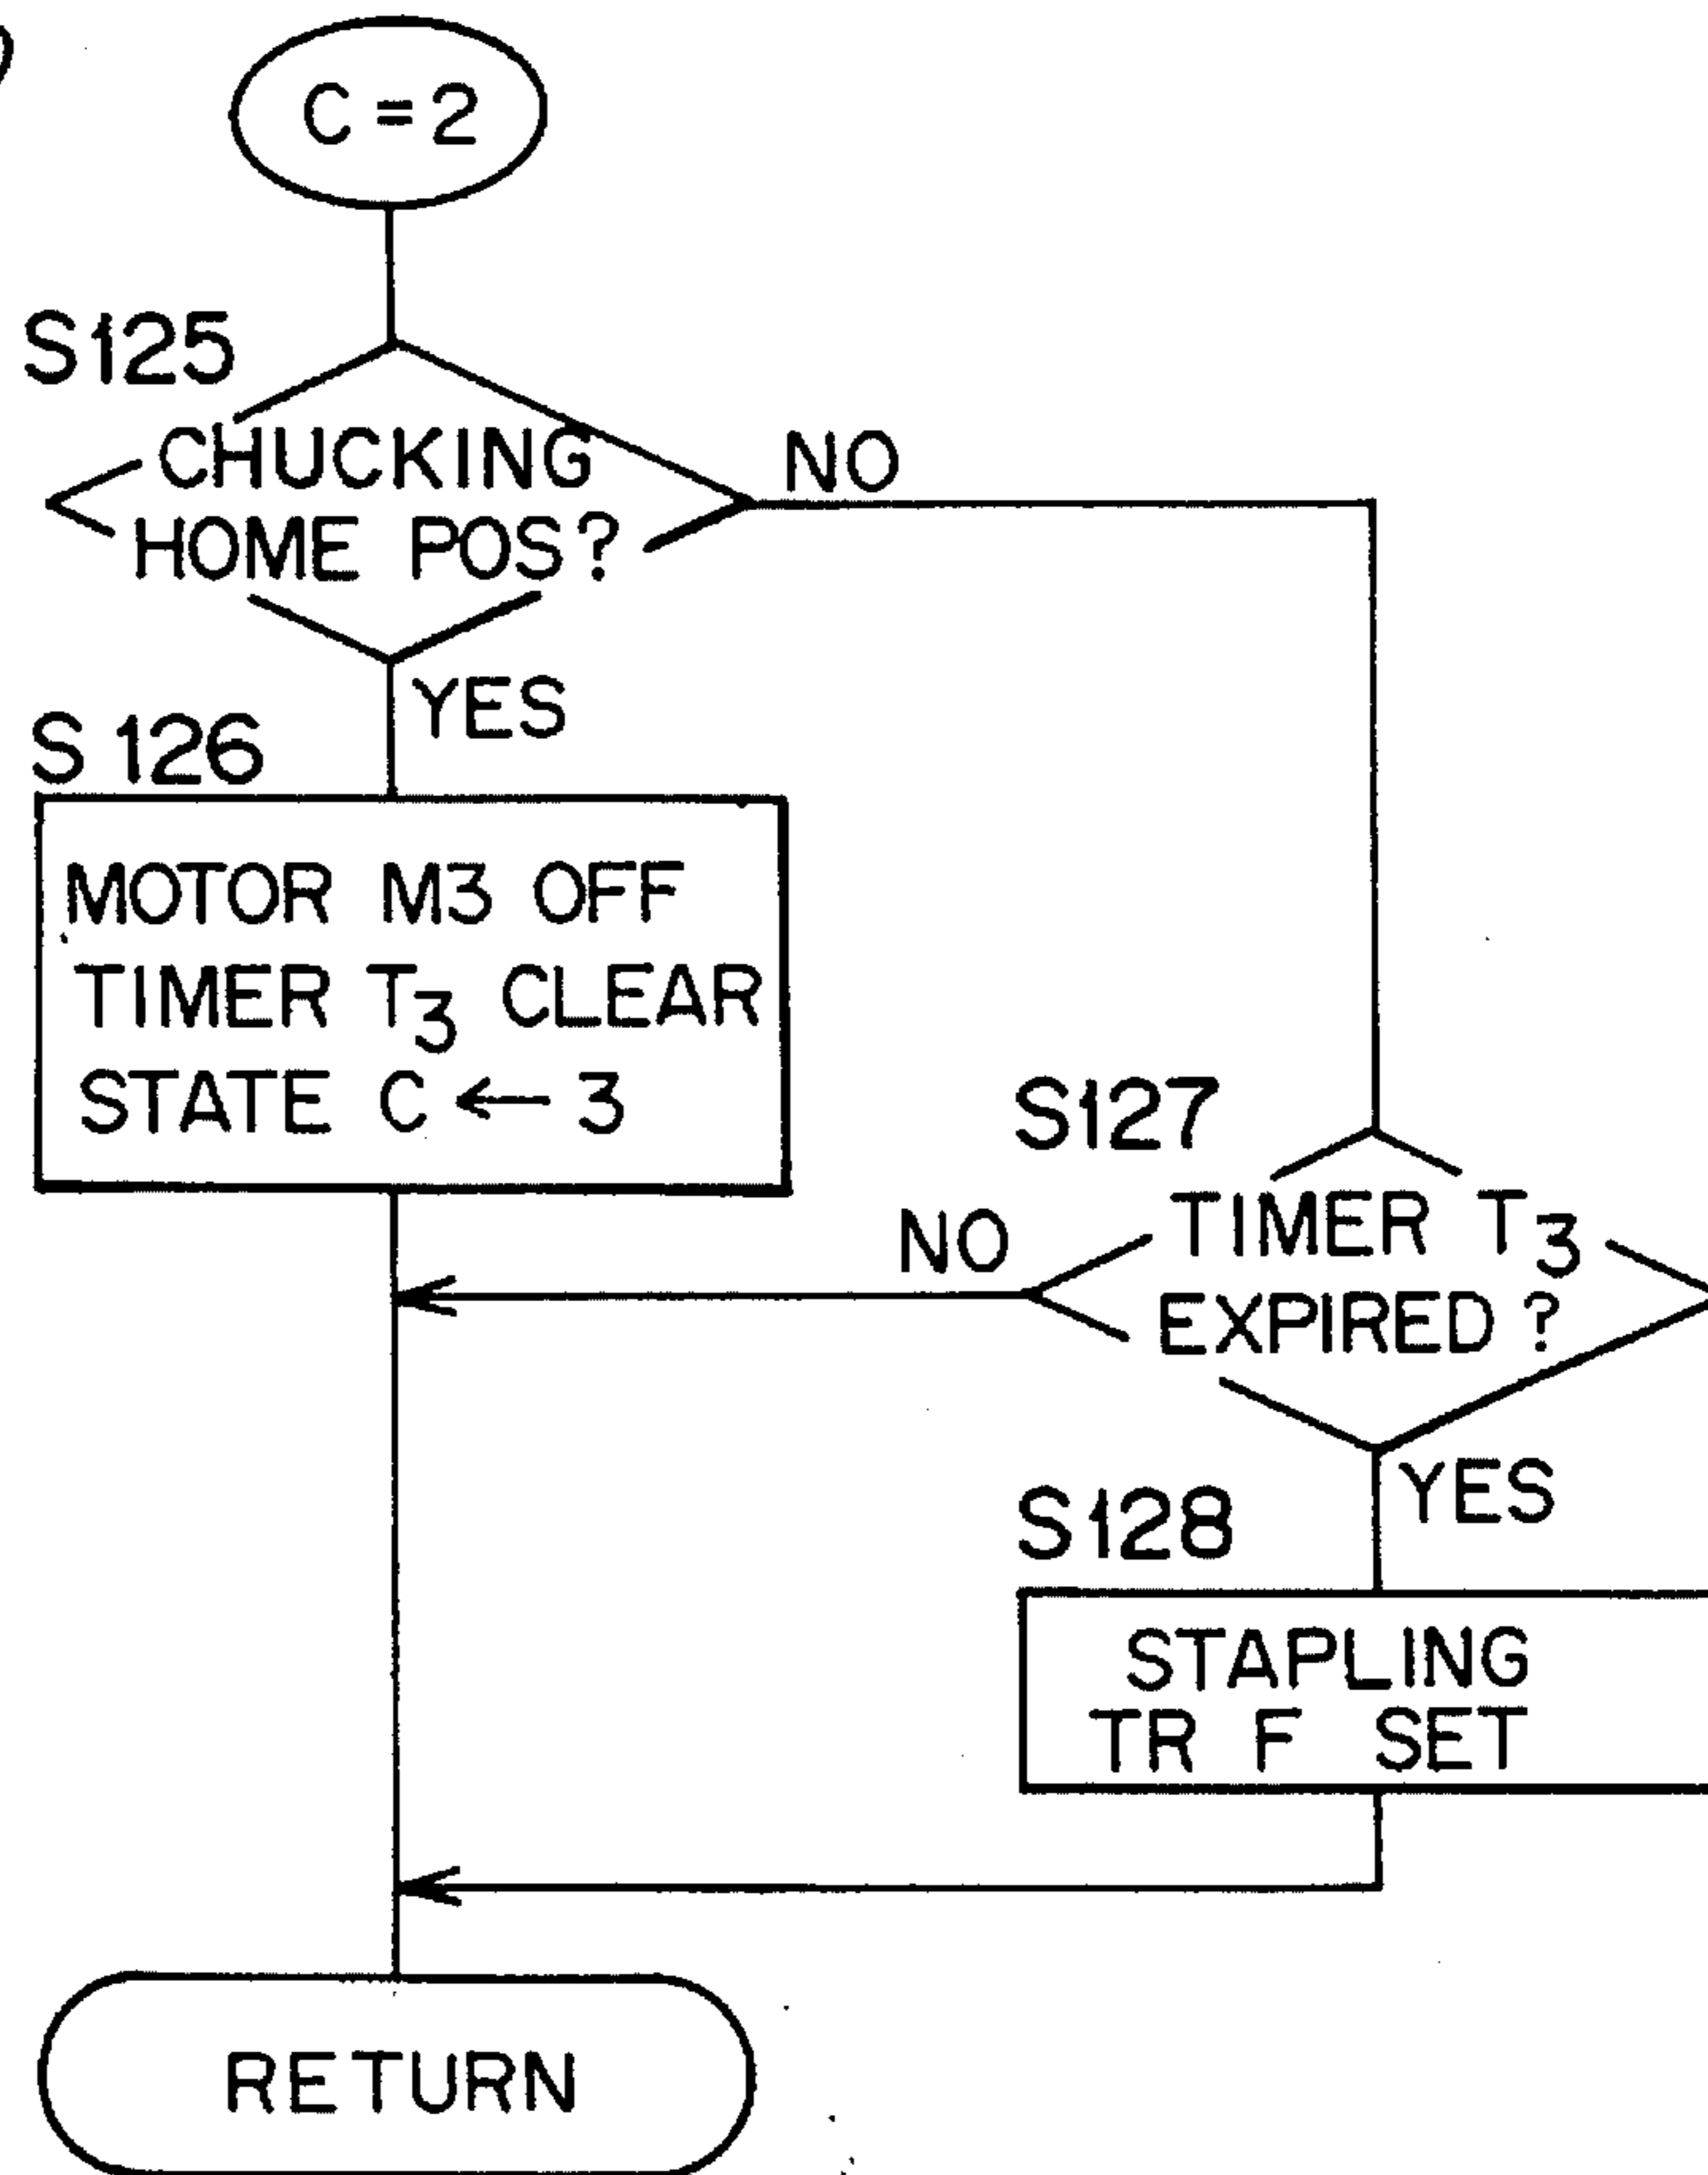 C = 2
S125
CHUCKING
HOME POS?
NO
YES
S126
MOTOR M3 OFF
TIMER T3 CLEAR
STATE C ← 3
S127
TIMER T3
EXPIRED?
NO
YES
S128
STAPLING
TR F SET
RETURN